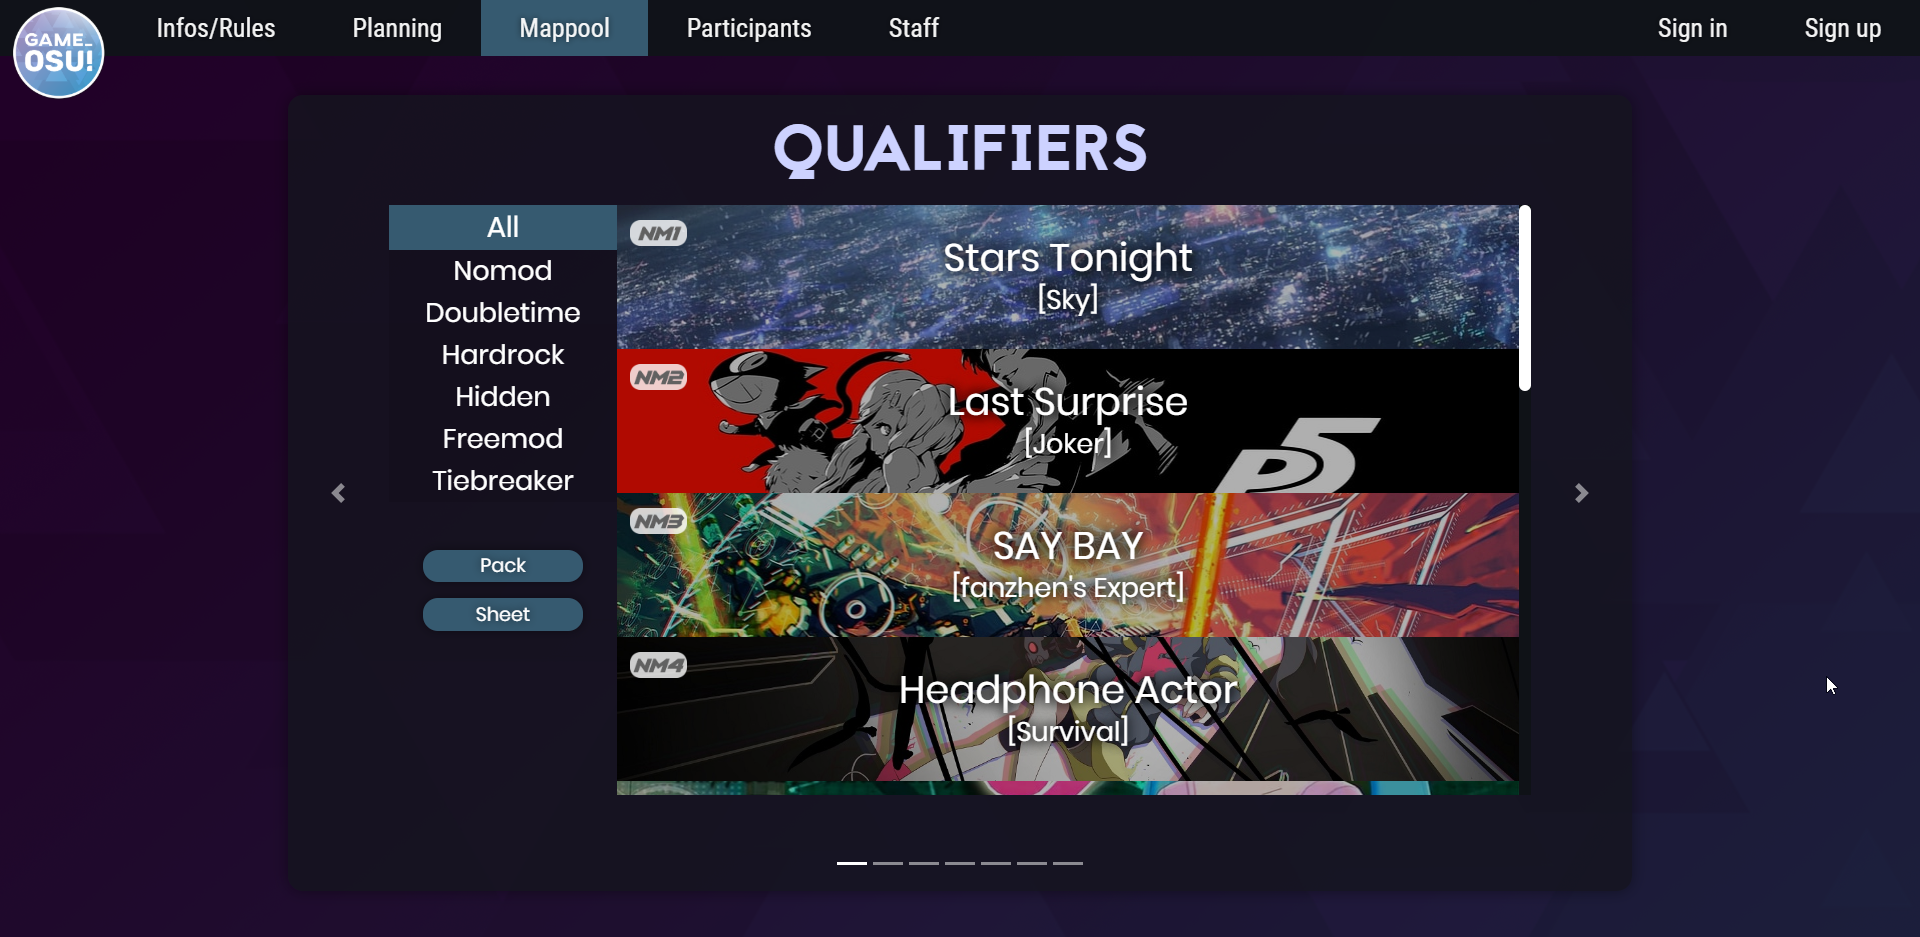 GAME_
OSU!
Infos/Rules
Planning
Mappool
Participants
Staff
Sign in
Sign up
QUALIFIERS
All
Nomod
Doubletime
Hardrock
Hidden
Freemod
Tiebreaker
Pack
Sheet
NM1
Stars Tonight
[Sky]
NM2
Last Surprise
[Joker]
P5
NM3
SAY BAY
[fanzhen's Expert]
NM4
Headphone Actor
[Survival]